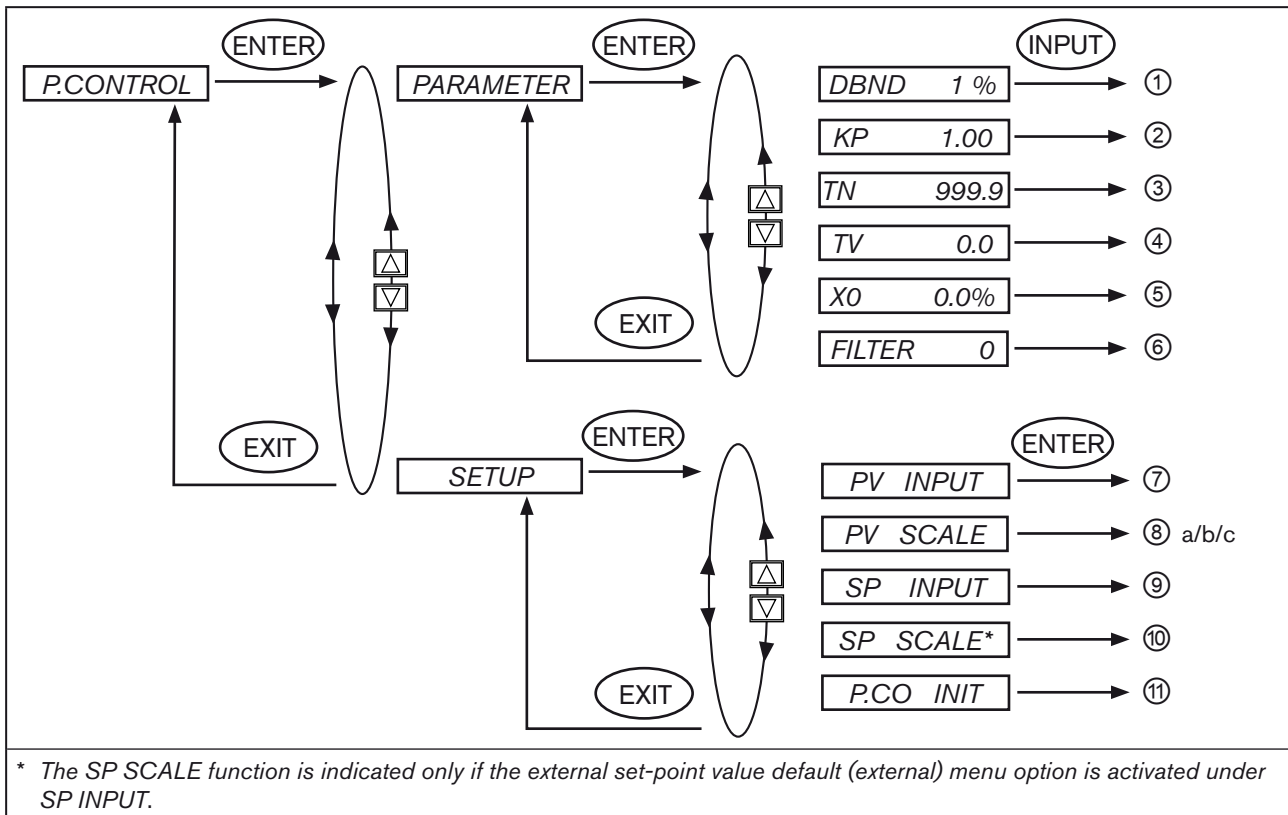 ENTER
P.CONTROL
EXIT
ENTER
PARAMETER
EXIT
INPUT
DBND 1 % ①
KP 1.00 ②
TN 999.9 ③
TV 0.0 ④
X0 0.0% ⑤
FILTER 0 ⑥
ENTER
SETUP
EXIT
ENTER
PV INPUT ⑦
PV SCALE ⑧ a/b/c
SP INPUT ⑨
SP SCALE* ⑩
P.CO INIT ⑪
* The SP SCALE function is indicated only if the external set-point value default (external) menu option is activated under
SP INPUT.